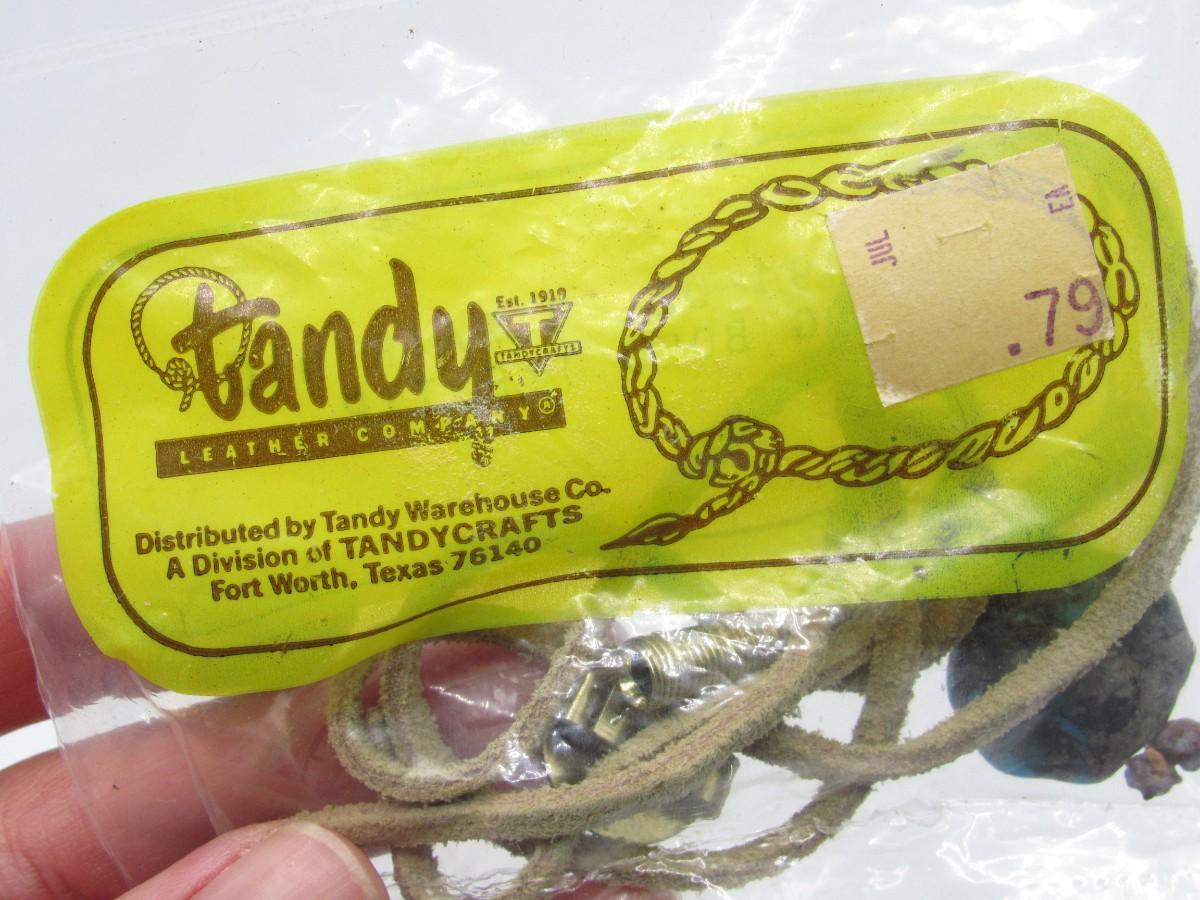 tandy
Est. 1919
T
TANDYCRAFTS
LEATHER COMPANY®
Distributed by Tandy Warehouse Co.
A Division of TANDYCRAFTS
Fort Worth, Texas 76140
JUL EA
.79